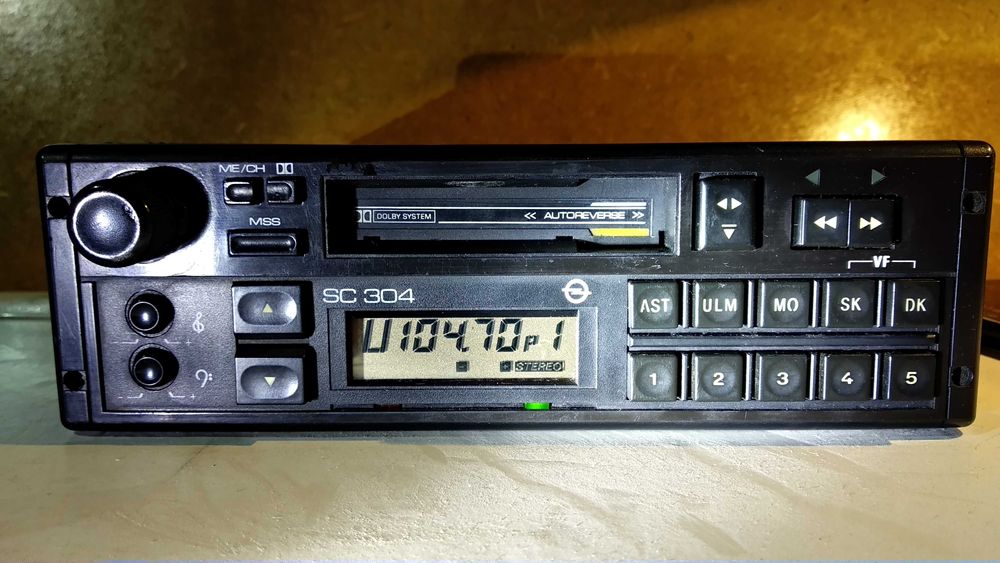 ME/CH
MSS
DOLBY SYSTEM
<< AUTOREVERSE >>
VF
SC 304
AST ULM MO SK DK
U104.70 P 1
STEREO
1 2 3 4 5